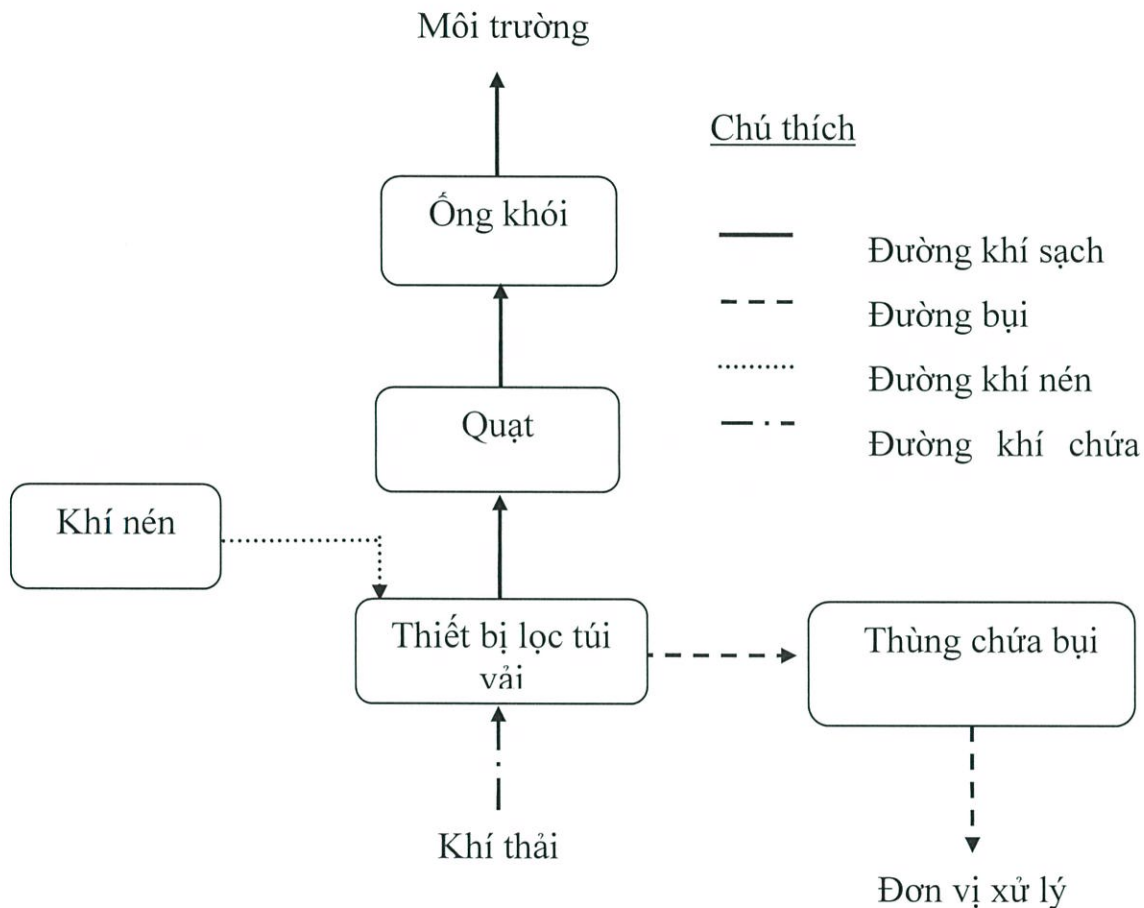 Môi trường
Chú thích
Ống khói
Đường khí sạch
Đường bụi
Đường khí nén
Đường khí chứa
Quạt
Khí nén
Thiết bị lọc túi
vải
Thùng chứa bụi
Khí thải
Đơn vị xử lý